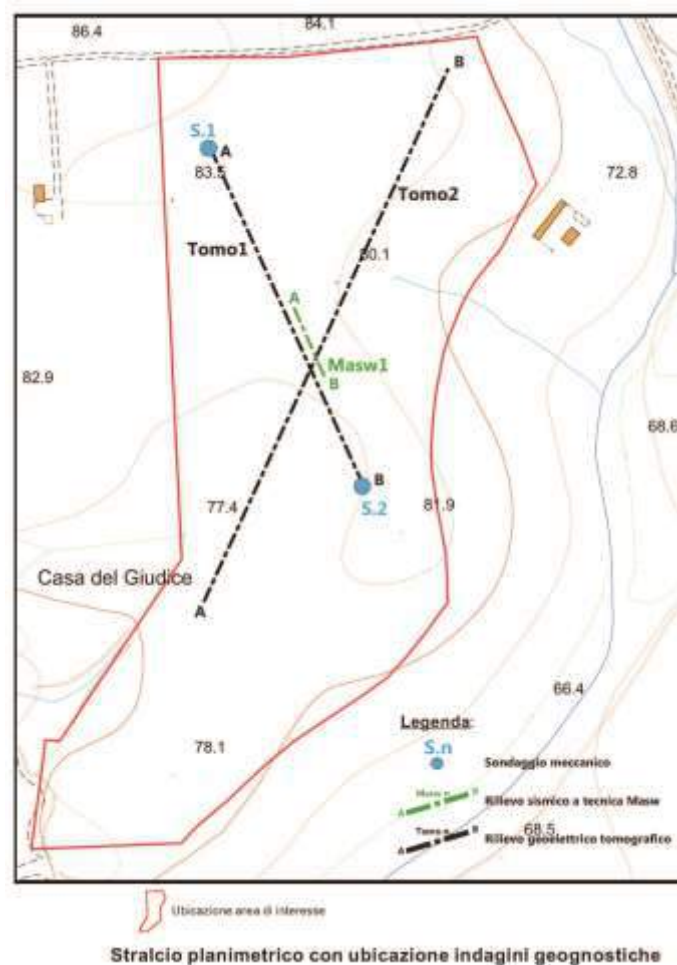 86.4
84.1
B
S.1
A
83.5
72.8
Tomo2
Tomo1
80.1
A
Masw1
82.9
B
68.6
B
S.2
77.4
81.9
Casa del Giudice
A
66.4
Legenda:
78.1
S.n
Sondaggio meccanico
Masw n
A B
Rilievo sismico a tecnica Masw
Tomo n
A B
68.5
Rilievo geoelettrico tomografico
Ubicazione area di interesse
Stralcio planimetrico con ubicazione indagini geognostiche